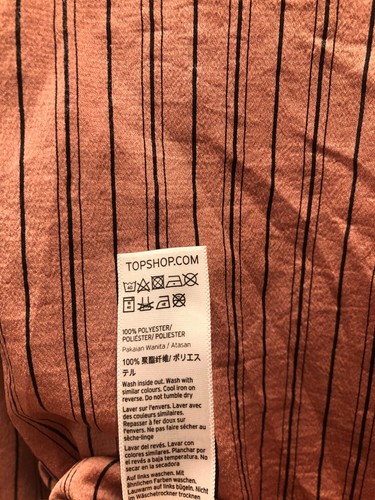 TOPSHOP.COM
100% POLYESTER/
POLIÉSTER/ POLIESTER
Pakaian Wanita / Atasan
100% 聚酯纤维/ ポリエス
テル
Wash inside out. Wash with
similar colours. Cool iron on
reverse. Do not tumble dry
Laver sur l'envers. Laver avec
des couleurs similaires.
Repasser à fer doux sur
l'envers. Ne pas faire sécher au
sèche-linge
Lavar del revés. Lavar con
colores similares. Planchar por
el revés a baja temperatura. No
secar en la secadora
Auf links waschen. Mit
ähnlichen Farben waschen.
Lauwarm auf links bügeln. Nicht
im Wäschetrockner trocknen